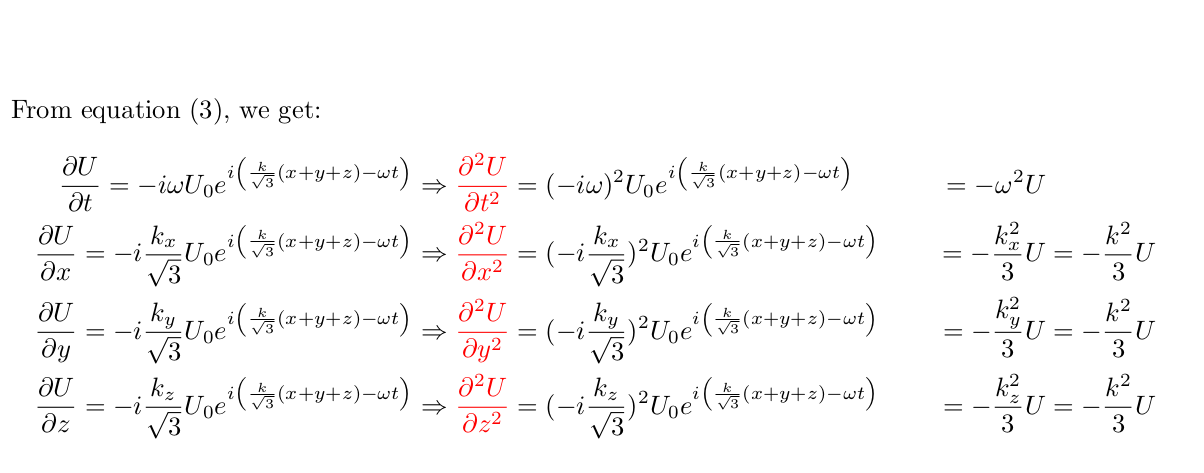 From equation (3), we get:
∂U/∂t = −iωU₀e^{i(k/√3 (x+y+z)−ωt)} ⇒ ∂²U/∂t² = (−iω)²U₀e^{i(k/√3 (x+y+z)−ωt)} = −ω²U
∂U/∂x = −i kₓ/√3 U₀e^{i(k/√3 (x+y+z)−ωt)} ⇒ ∂²U/∂x² = (−i kₓ/√3)²U₀e^{i(k/√3 (x+y+z)−ωt)} = −kₓ²/3 U = −k²/3 U
∂U/∂y = −i k_y/√3 U₀e^{i(k/√3 (x+y+z)−ωt)} ⇒ ∂²U/∂y² = (−i k_y/√3)²U₀e^{i(k/√3 (x+y+z)−ωt)} = −k_y²/3 U = −k²/3 U
∂U/∂z = −i k_z/√3 U₀e^{i(k/√3 (x+y+z)−ωt)} ⇒ ∂²U/∂z² = (−i k_z/√3)²U₀e^{i(k/√3 (x+y+z)−ωt)} = −k_z²/3 U = −k²/3 U